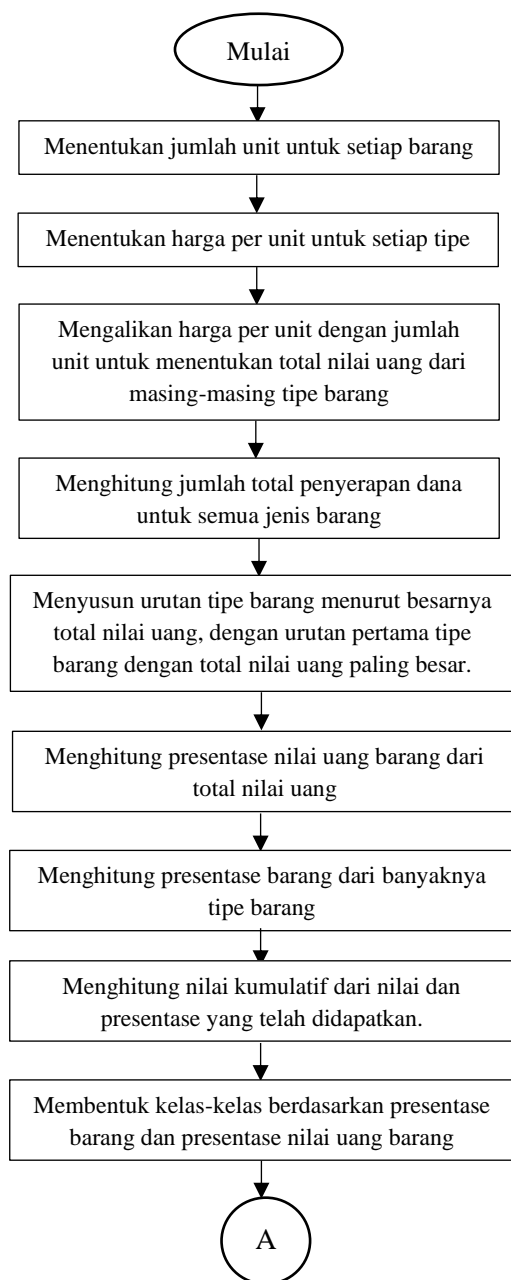 Mulai
Menentukan jumlah unit untuk setiap barang
Menentukan harga per unit untuk setiap tipe
Mengalikan harga per unit dengan jumlah
unit untuk menentukan total nilai uang dari
masing-masing tipe barang
Menghitung jumlah total penyerapan dana
untuk semua jenis barang
Menyusun urutan tipe barang menurut besarnya
total nilai uang, dengan urutan pertama tipe
barang dengan total nilai uang paling besar.
Menghitung presentase nilai uang barang dari
total nilai uang
Menghitung presentase barang dari banyaknya
tipe barang
Menghitung nilai kumulatif dari nilai dan
presentase yang telah didapatkan.
Membentuk kelas-kelas berdasarkan presentase
barang dan presentase nilai uang barang
A